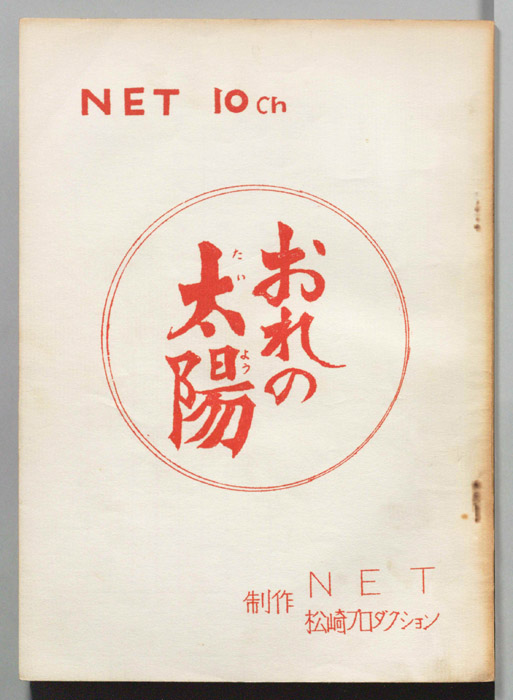 NET 10ch
おれの
太陽
たいよう
制作 NET
松崎プロダクション